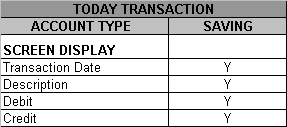 TODAY TRANSACTION
ACCOUNT TYPE SAVING
SCREEN DISPLAY
Transaction Date Y
Description Y
Debit Y
Credit Y